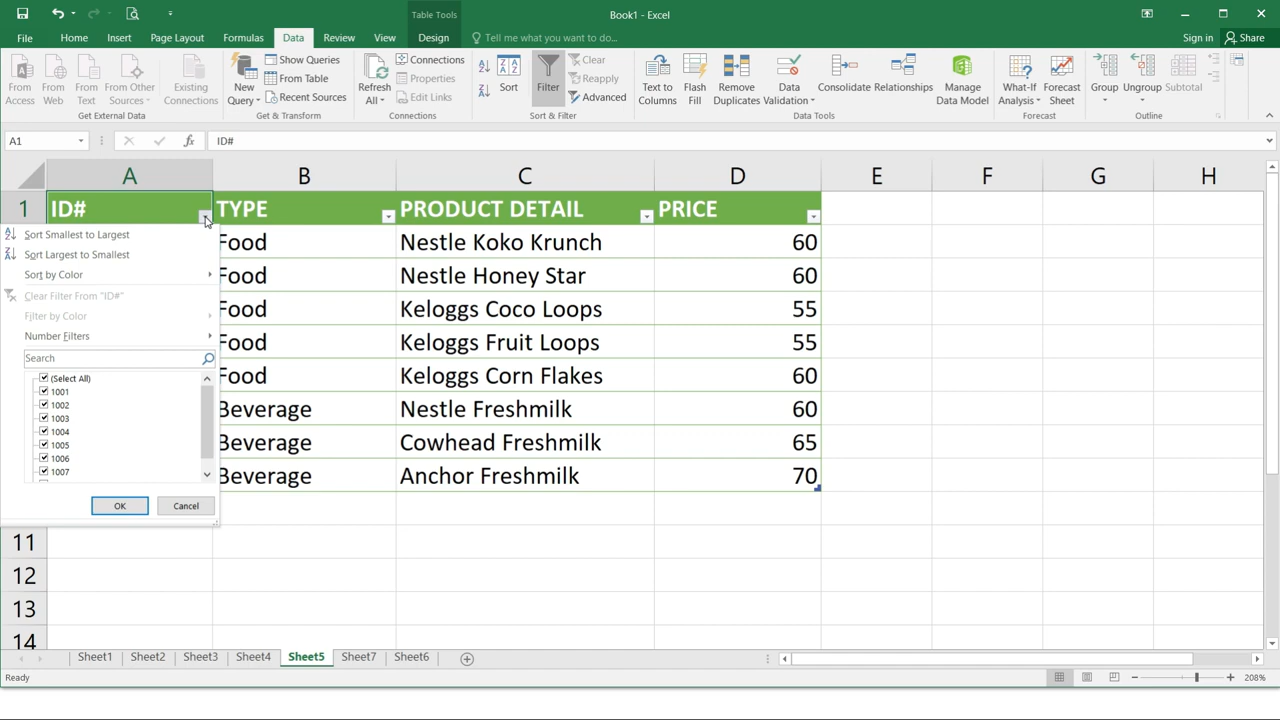 Table Tools
Book1 - Excel
File
Home
Insert
Page Layout
Formulas
Data
Review
View
Design
Tell me what you want to do...
Sign in
Share
From Access
From Web
From Text
From Other Sources
Existing Connections
Get External Data
New Query
Show Queries
From Table
Recent Sources
Get & Transform
Refresh All
Connections
Properties
Edit Links
Connections
Sort
Filter
Clear
Reapply
Advanced
Sort & Filter
Text to Columns
Flash Fill
Remove Duplicates
Data Validation
Consolidate
Relationships
Manage Data Model
Data Tools
What-If Analysis
Forecast Sheet
Forecast
Group
Ungroup
Subtotal
Outline
A1
fx
ID#
A B C D E F G H
1 ID# TYPE PRODUCT DETAIL PRICE
Food Nestle Koko Krunch 60
Food Nestle Honey Star 60
Food Keloggs Coco Loops 55
Food Keloggs Fruit Loops 55
Food Keloggs Corn Flakes 60
Beverage Nestle Freshmilk 60
Beverage Cowhead Freshmilk 65
Beverage Anchor Freshmilk 70
Sort Smallest to Largest
Sort Largest to Smallest
Sort by Color
Clear Filter From "ID#"
Filter by Color
Number Filters
Search
(Select All)
1001
1002
1003
1004
1005
1006
1007
OK
Cancel
11
12
13
14
Sheet1 Sheet2 Sheet3 Sheet4 Sheet5 Sheet7 Sheet6
Ready
208%